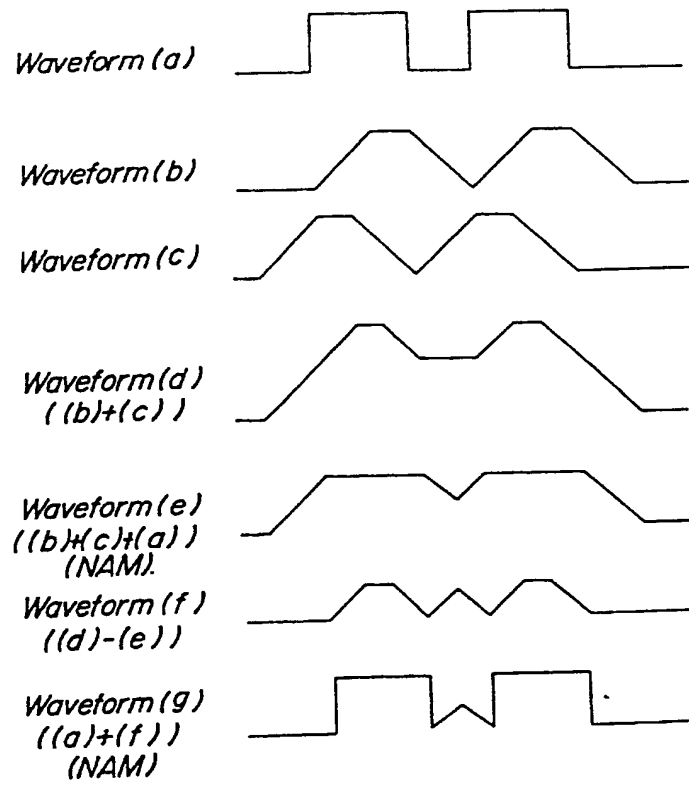 Waveform (a)
Waveform (b)
Waveform (c)
Waveform (d)
((b)+(c))
Waveform (e)
((b)+(c)+(a))
(NAM).
Waveform (f)
((d)-(e))
Waveform (g)
((a)+(f))
(NAM)